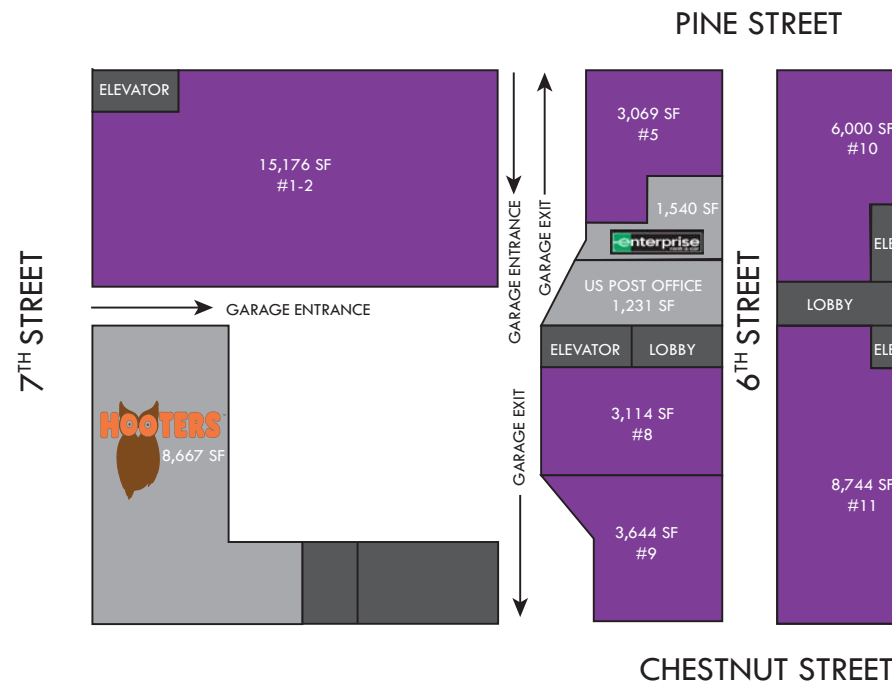 PINE STREET
ELEVATOR
15,176 SF
#1-2
3,069 SF
#5
6,000 SF
#10
1,540 SF
enterprise
GARAGE ENTRANCE
GARAGE EXIT
US POST OFFICE
1,231 SF
7TH STREET
GARAGE ENTRANCE
6TH STREET
ELE
LOBBY
ELEVATOR
LOBBY
ELE
HOOTERS
8,667 SF
GARAGE EXIT
3,114 SF
#8
8,744 SF
#11
3,644 SF
#9
CHESTNUT STREET